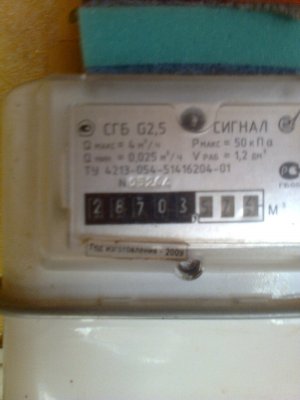 СГБ G2,5 СИГНАЛ
Q макс = 4 м³/ч Р макс = 50 кПа
Q мин = 0,025 м³/ч V раб = 1,2 дм³
ТУ 4213-054-51416204-01
N
28703 м³
Год изготовления - 2009